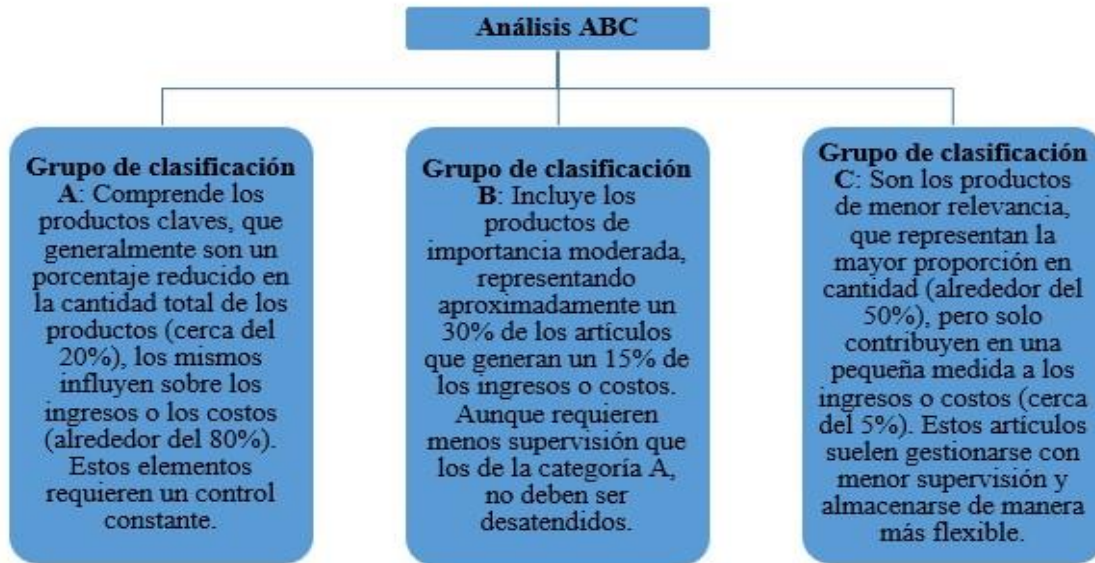 Análisis ABC
Grupo de clasificación
A: Comprende los
productos claves, que
generalmente son un
porcentaje reducido en
la cantidad total de los
productos (cerca del
20%), los mismos
influyen sobre los
ingresos o los costos
(alrededor del 80%).
Estos elementos
requieren un control
constante.
Grupo de clasificación
B: Incluye los
productos de
importancia moderada,
representando
aproximadamente un
30% de los artículos
que generan un 15% de
los ingresos o costos.
Aunque requieren
menos supervisión que
los de la categoría A,
no deben ser
desatendidos.
Grupo de clasificación
C: Son los productos
de menor relevancia,
que representan la
mayor proporción en
cantidad (alrededor del
50%), pero solo
contribuyen en una
pequeña medida a los
ingresos o costos (cerca
del 5%). Estos artículos
suelen gestionarse con
menor supervisión y
almacenarse de manera
más flexible.